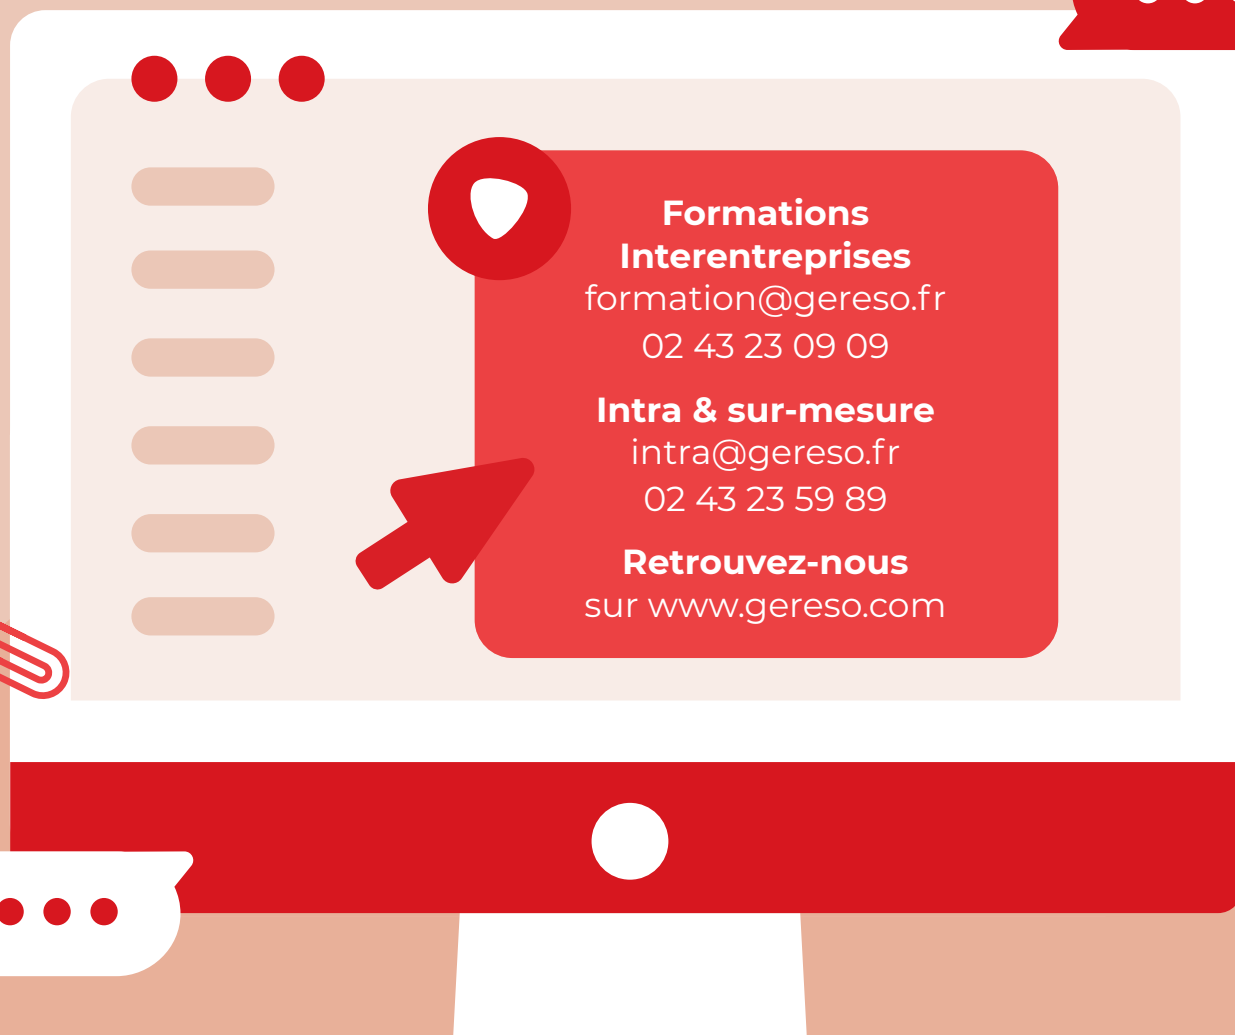 Formations
Interentreprises
formation@gereso.fr
02 43 23 09 09
Intra & sur-mesure
intra@gereso.fr
02 43 23 59 89
Retrouvez-nous
sur www.gereso.com